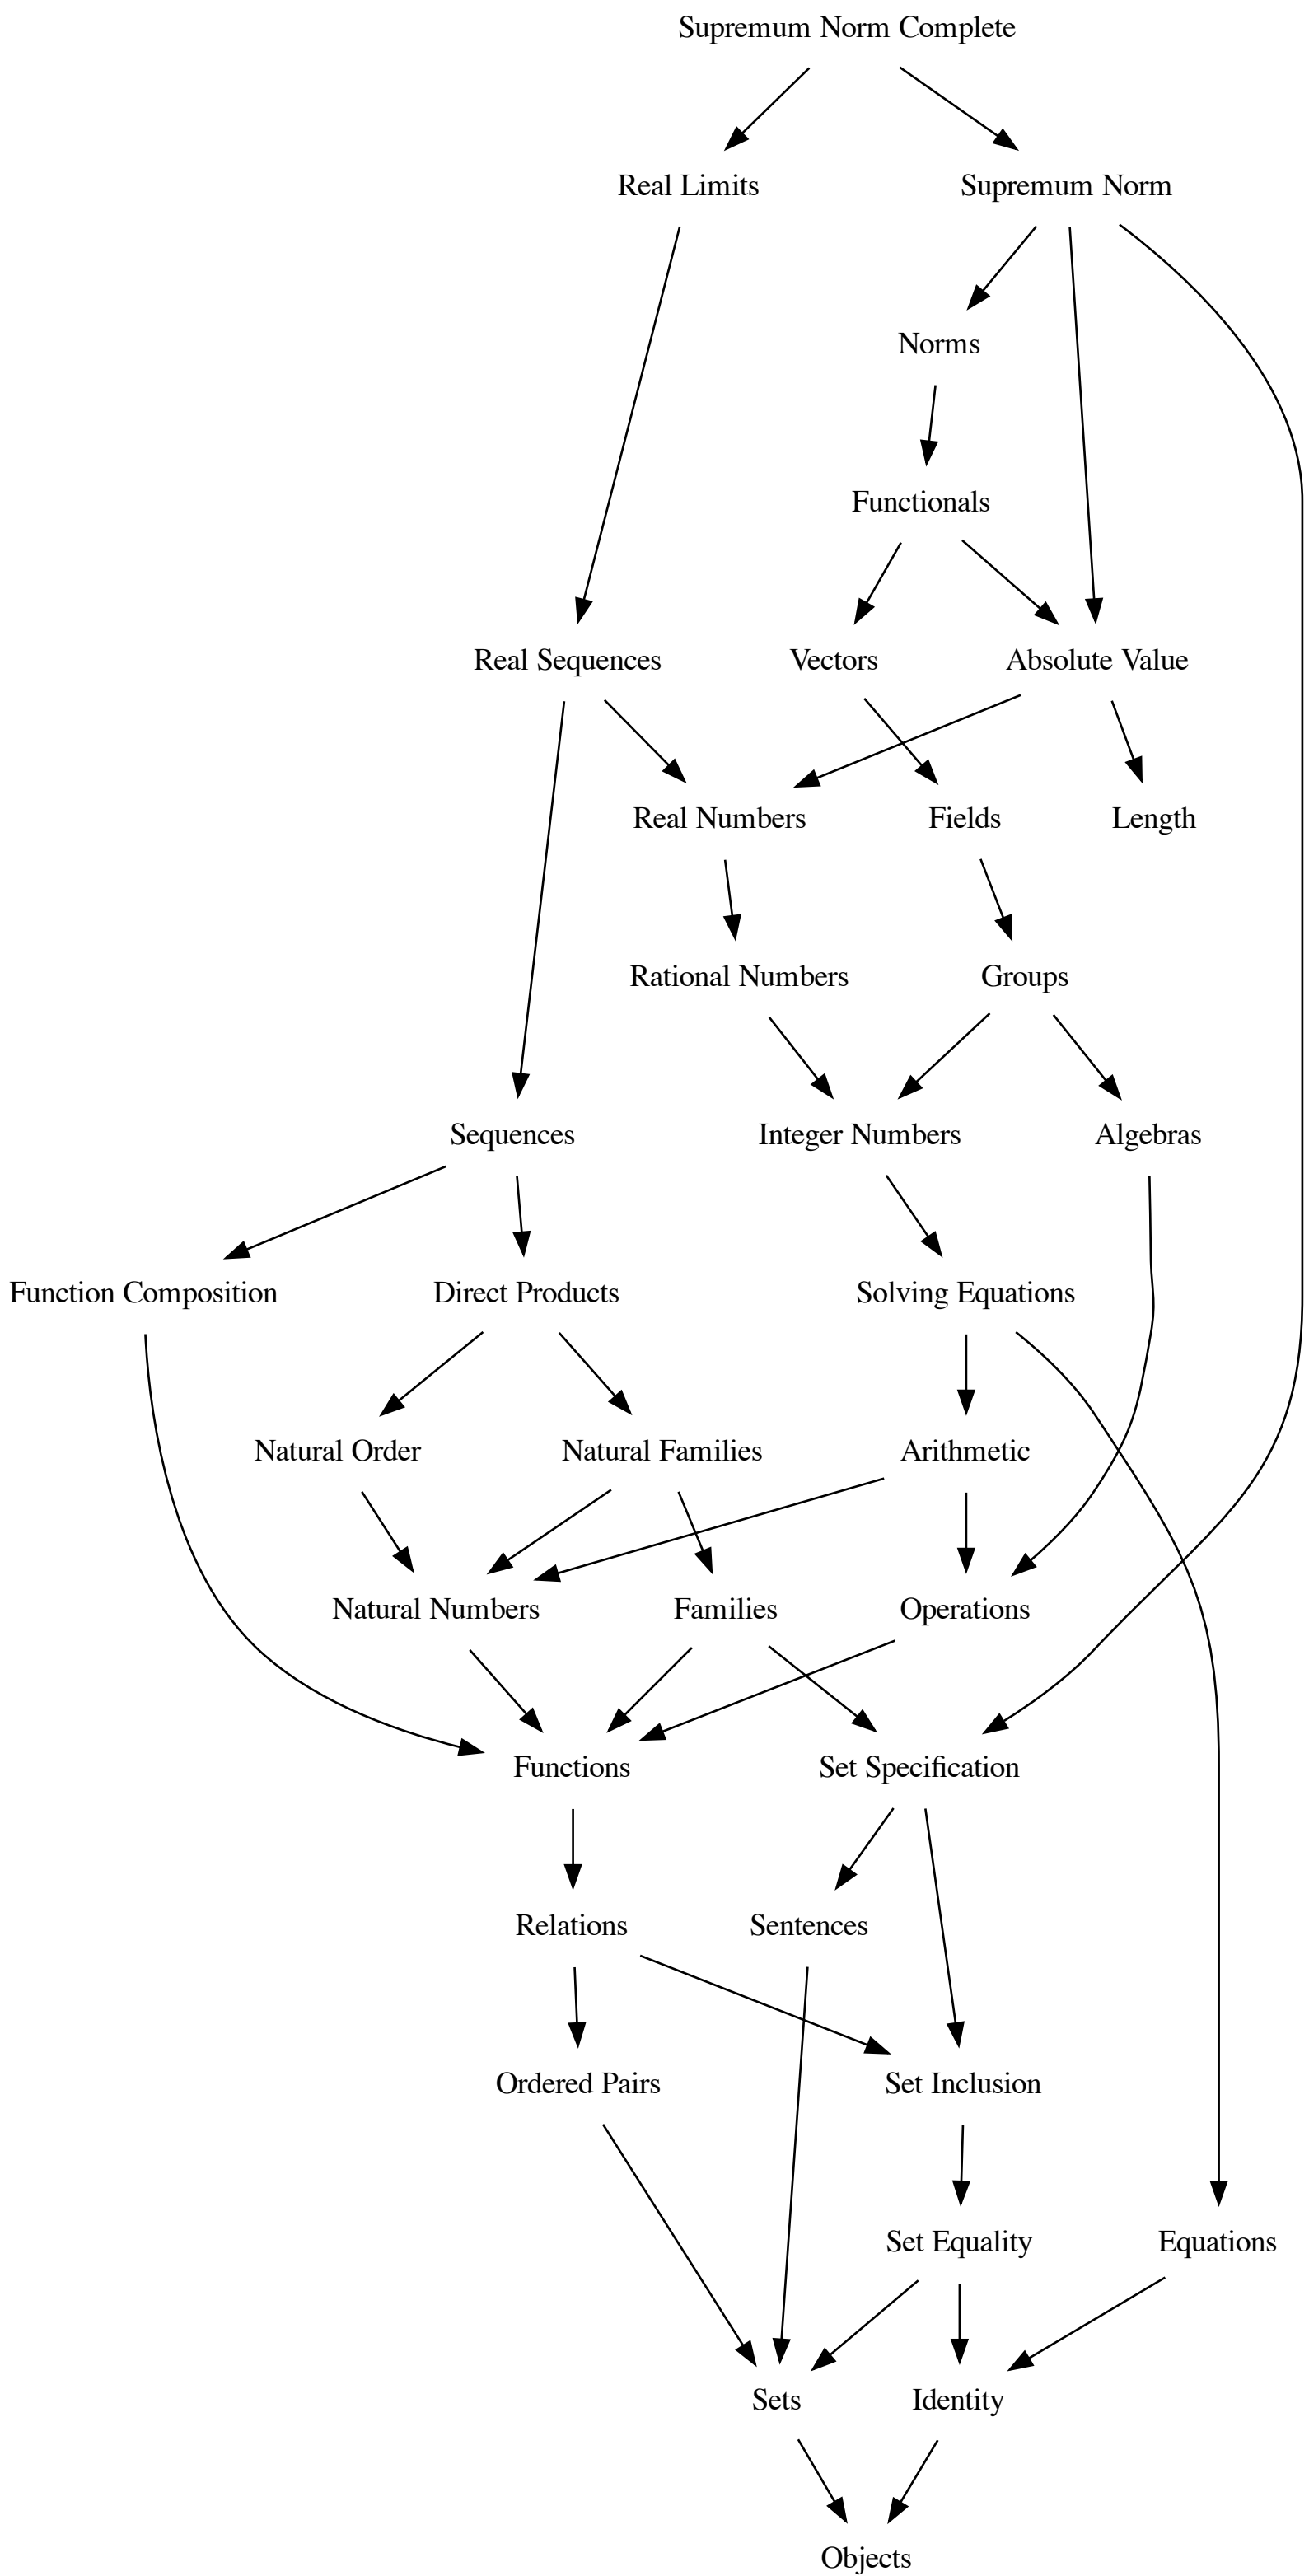 Supremum Norm Complete
Real Limits
Supremum Norm
Norms
Functionals
Real Sequences
Vectors
Absolute Value
Real Numbers
Fields
Length
Rational Numbers
Groups
Sequences
Integer Numbers
Algebras
Function Composition
Direct Products
Solving Equations
Natural Order
Natural Families
Arithmetic
Natural Numbers
Families
Operations
Functions
Set Specification
Relations
Sentences
Ordered Pairs
Set Inclusion
Set Equality
Equations
Sets
Identity
Objects